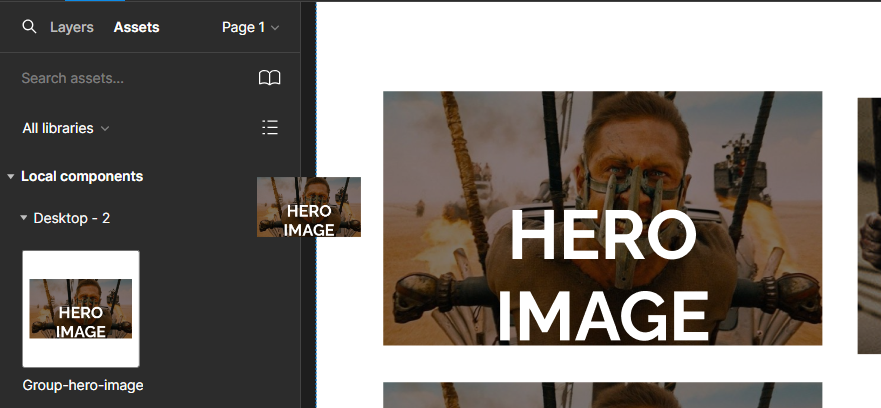 Layers
Assets
Page 1
Search assets...
All libraries
Local components
Desktop - 2
HERO
IMAGE
Group-hero-image
HERO
IMAGE
HERO
IMAGE